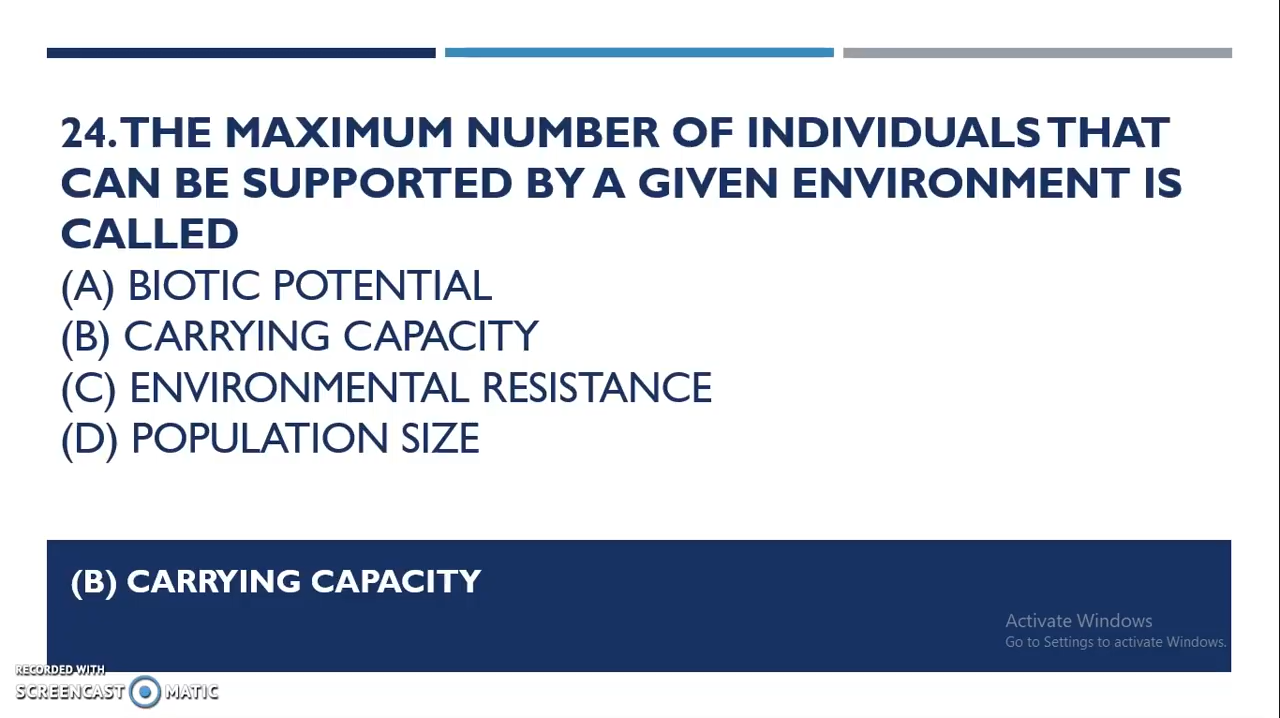 24. THE MAXIMUM NUMBER OF INDIVIDUALS THAT
CAN BE SUPPORTED BY A GIVEN ENVIRONMENT IS
CALLED
(A) BIOTIC POTENTIAL
(B) CARRYING CAPACITY
(C) ENVIRONMENTAL RESISTANCE
(D) POPULATION SIZE
(B) CARRYING CAPACITY
Activate Windows
Go to Settings to activate Windows.
RECORDED WITH
SCREENCAST MATIC